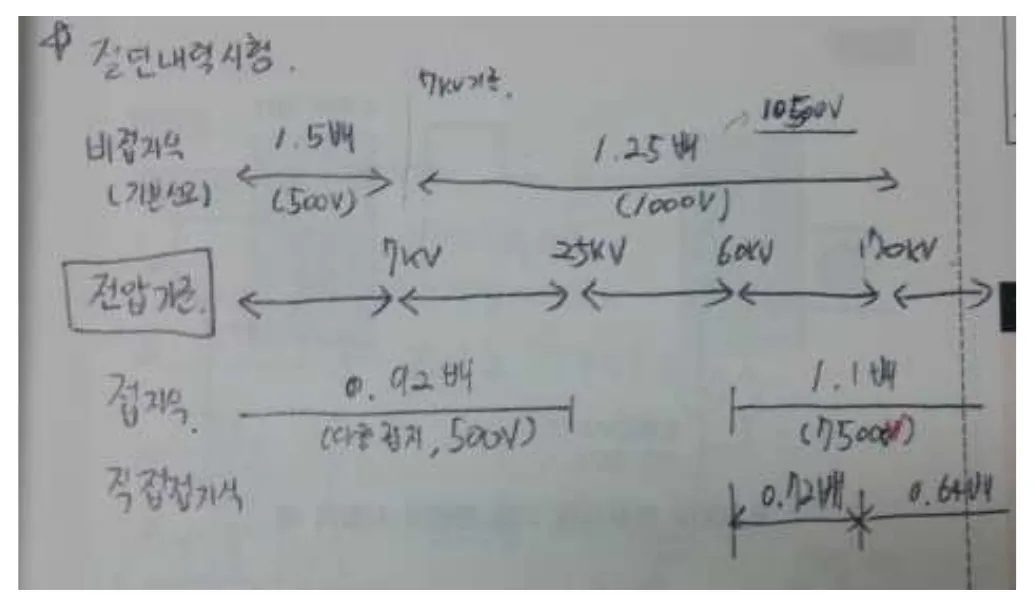 절연내력시험.
7KV기준.
비접지식 1.5배 1.25배 → 10500V
(기본선로) (500V) (1000V)
7KV 25KV 60KV 170KV
전압기준.
접지식. 0.92배 1.1배
(다중접지, 500V) (7500V)
직접접지식 0.72배 0.64배